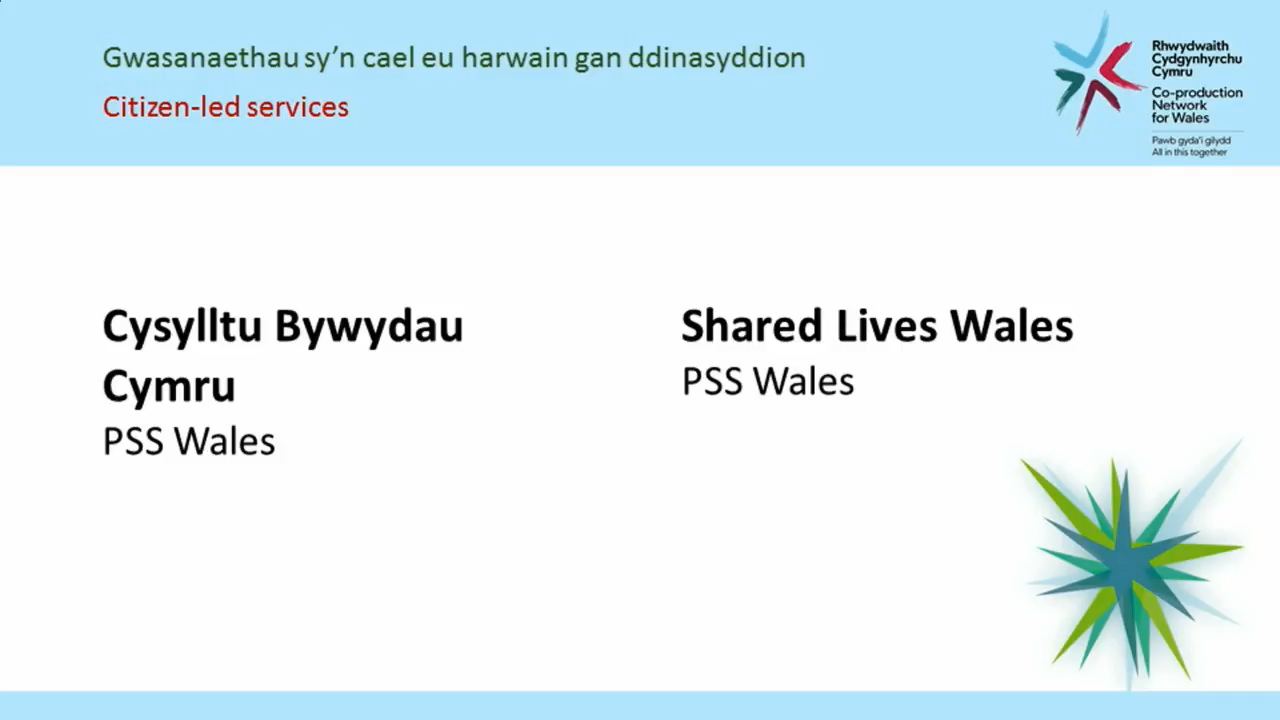 Gwasanaethau sy’n cael eu harwain gan ddinasyddion
Citizen-led services
Rhwydwaith
Cydgynhyrchu
Cymru
Co-production
Network
for Wales
Pawb gyda’i gilydd
All in this together
Cysylltu Bywydau
Cymru
PSS Wales
Shared Lives Wales
PSS Wales